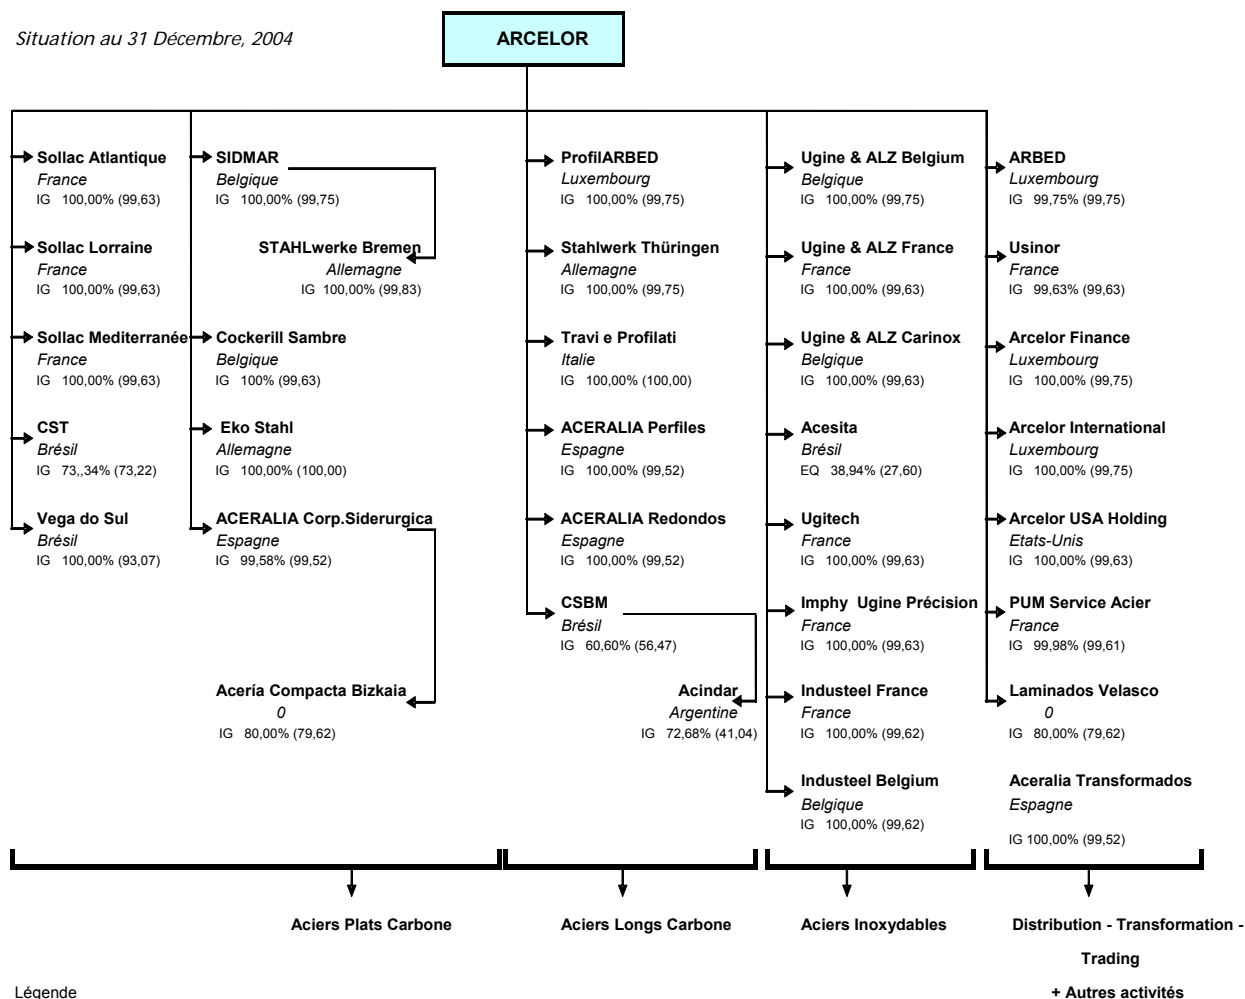 Situation au 31 Décembre, 2004
ARCELOR
Sollac Atlantique
France
IG 100,00% (99,63)
Sollac Lorraine
France
IG 100,00% (99,63)
Sollac Mediterranée
France
IG 100,00% (99,63)
CST
Brésil
IG 73,,34% (73,22)
Vega do Sul
Brésil
IG 100,00% (93,07)
SIDMAR
Belgique
IG 100,00% (99,75)
STAHLwerke Bremen
Allemagne
IG 100,00% (99,83)
Cockerill Sambre
Belgique
IG 100% (99,63)
Eko Stahl
Allemagne
IG 100,00% (100,00)
ACERALIA Corp.Siderurgica
Espagne
IG 99,58% (99,52)
Acería Compacta Bizkaia
0
IG 80,00% (79,62)
ProfilARBED
Luxembourg
IG 100,00% (99,75)
Stahlwerk Thüringen
Allemagne
IG 100,00% (99,75)
Travi e Profilati
Italie
IG 100,00% (100,00)
ACERALIA Perfiles
Espagne
IG 100,00% (99,52)
ACERALIA Redondos
Espagne
IG 100,00% (99,52)
CSBM
Brésil
IG 60,60% (56,47)
Acindar
Argentine
IG 72,68% (41,04)
Ugine & ALZ Belgium
Belgique
IG 100,00% (99,75)
Ugine & ALZ France
France
IG 100,00% (99,63)
Ugine & ALZ Carinox
Belgique
IG 100,00% (99,63)
Acesita
Brésil
EQ 38,94% (27,60)
Ugitech
France
IG 100,00% (99,63)
Imphy Ugine Précision
France
IG 100,00% (99,63)
Industeel France
France
IG 100,00% (99,62)
Industeel Belgium
Belgique
IG 100,00% (99,62)
ARBED
Luxembourg
IG 99,75% (99,75)
Usinor
France
IG 99,63% (99,63)
Arcelor Finance
Luxembourg
IG 100,00% (99,75)
Arcelor International
Luxembourg
IG 100,00% (99,75)
Arcelor USA Holding
Etats-Unis
IG 100,00% (99,63)
PUM Service Acier
France
IG 99,98% (99,61)
Laminados Velasco
0
IG 80,00% (79,62)
Aceralia Transformados
Espagne
IG 100,00% (99,52)
Aciers Plats Carbone
Aciers Longs Carbone
Aciers Inoxydables
Distribution - Transformation -
Trading
+ Autres activités
Légende